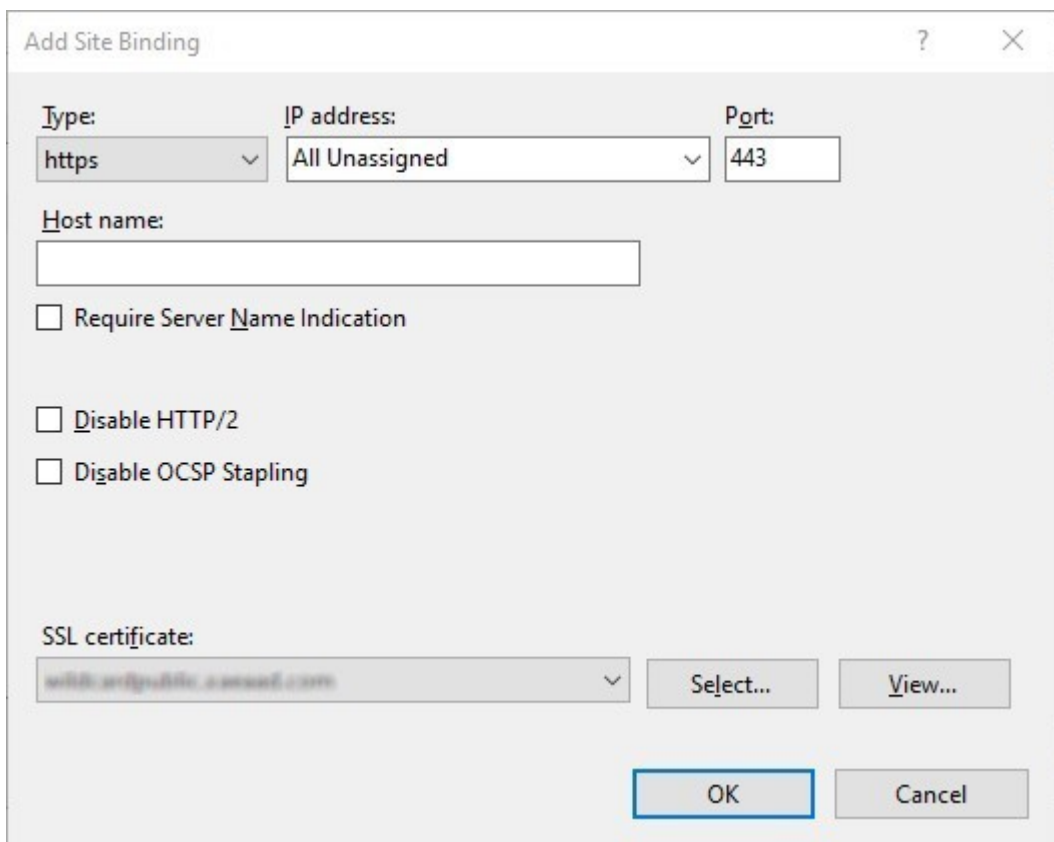 Add Site Binding ?
Type: IP address: Port:
https All Unassigned 443
Host name:
Require Server Name Indication
Disable HTTP/2
Disable OCSP Stapling
SSL certificate:
Select... View...
OK Cancel